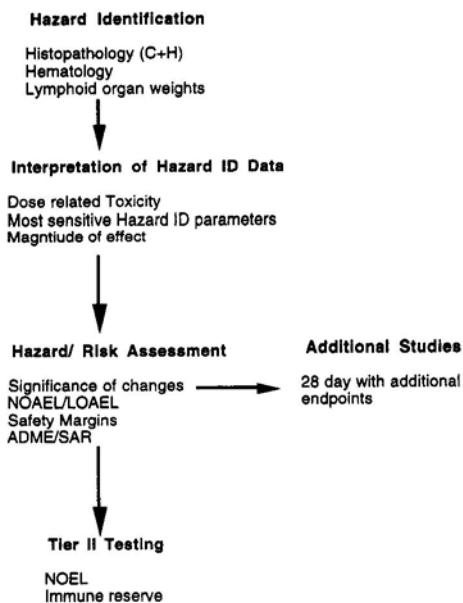 Hazard Identification
Histopathology (C+H)
Hematology
Lymphoid organ weights
Interpretation of Hazard ID Data
Dose related Toxicity
Most sensitive Hazard ID parameters
Magntiude of effect
Hazard/ Risk Assessment
Significance of changes
NOAEL/LOAEL
Safety Margins
ADME/SAR
Additional Studies
28 day with additional
endpoints
Tier II Testing
NOEL
Immune reserve